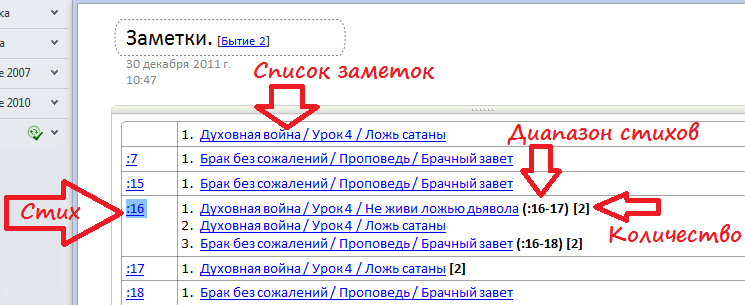 ка
Заметки. [Бытие 2]
30 декабря 2011 г.
10:47
а
е 2007
е 2010
Список заметок
Диапазон стихов
1. Духовная война / Урок 4 / Ложь сатаны
:7 1. Брак без сожалений / Проповедь / Брачный завет
:15 1. Брак без сожалений / Проповедь / Брачный завет
Стих
:16 1. Духовная война / Урок 4 / Не живи ложью дьявола (:16-17) [2]
2. Духовная война / Урок 4 / Ложь сатаны
Количество
3. Брак без сожалений / Проповедь / Брачный завет (:16-18) [2]
:17 1. Духовная война / Урок 4 / Ложь сатаны [2]
:18 1. Брак без сожалений / Проповедь / Брачный завет